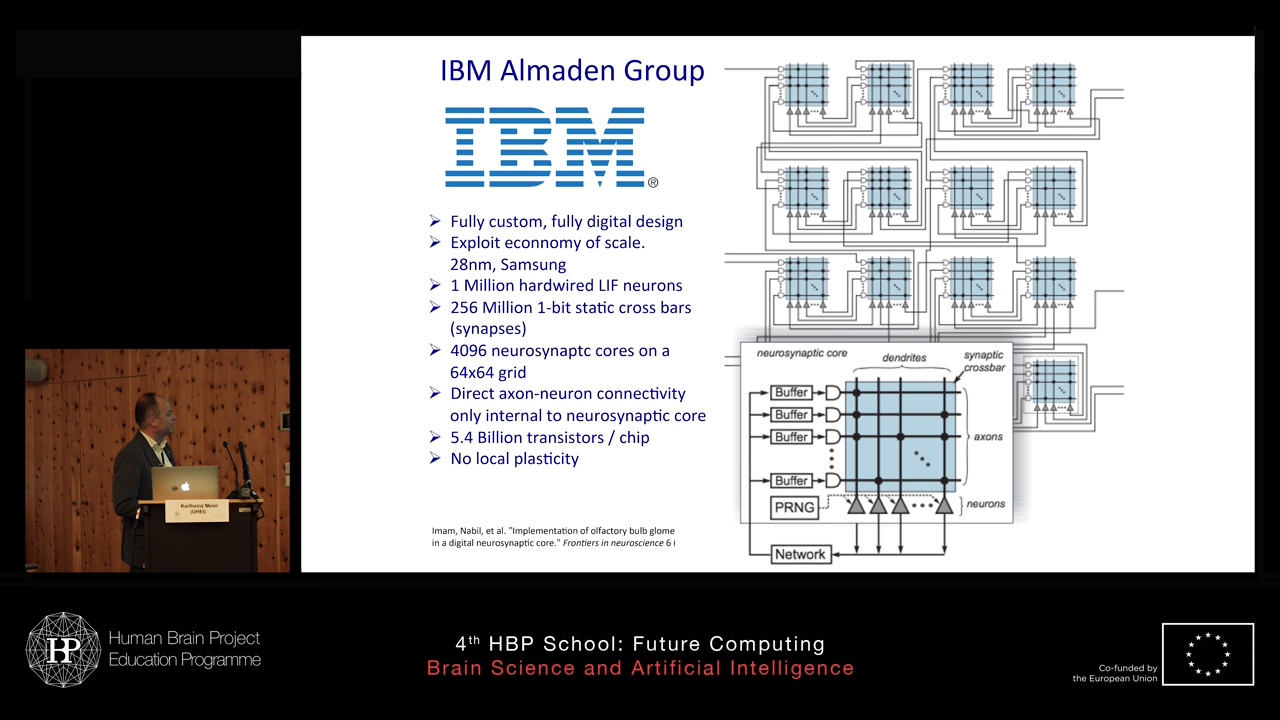 IBM Almaden Group
IBM®
➢ Fully custom, fully digital design
➢ Exploit econnomy of scale.
28nm, Samsung
➢ 1 Million hardwired LIF neurons
➢ 256 Million 1-bit static cross bars
(synapses)
➢ 4096 neurosynaptc cores on a
64x64 grid
➢ Direct axon-neuron connectivity
only internal to neurosynaptic core
➢ 5.4 Billion transistors / chip
➢ No local plasticity
Imam, Nabil, et al. "Implementation of olfactory bulb glome
in a digital neurosynaptic core." Frontiers in neuroscience 6 (
neurosynaptic core
dendrites
synaptic
crossbar
Buffer
Buffer
Buffer
Buffer
axons
PRNG
neurons
Network
Karlheinz Meier
(UHEI)
HBP
Human Brain Project
Education Programme
4th HBP School: Future Computing
Brain Science and Artificial Intelligence
Co-funded by
the European Union